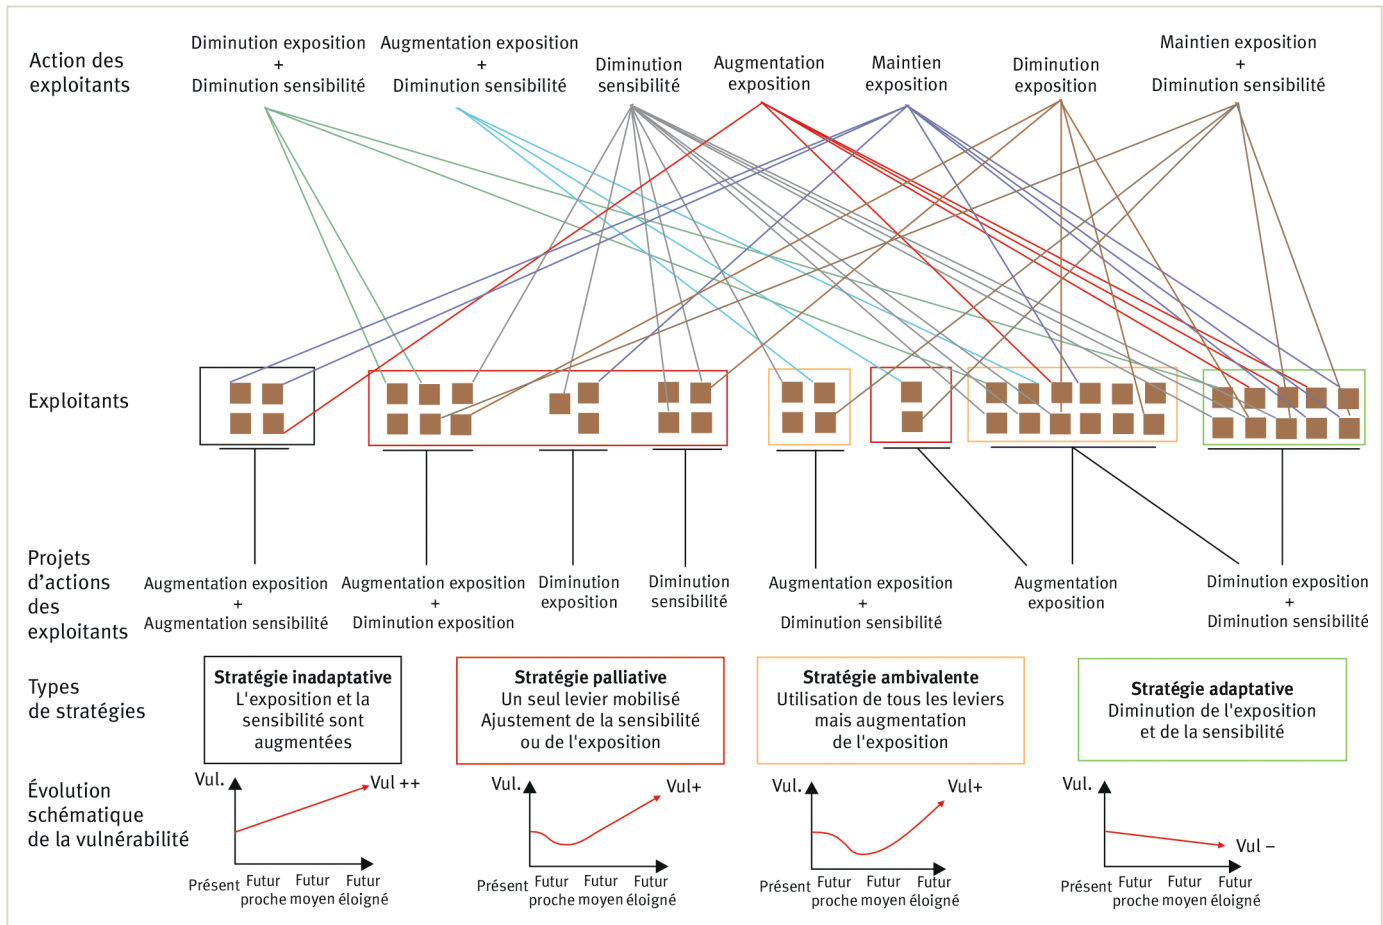 Action des
exploitants
Diminution exposition
+
Diminution sensibilité
Augmentation exposition
+
Diminution sensibilité
Diminution
sensibilité
Augmentation
exposition
Maintien
exposition
Diminution
exposition
Maintien exposition
+
Diminution sensibilité
Exploitants
Projets
d'actions
des
exploitants
Augmentation exposition
+
Augmentation sensibilité
Augmentation exposition
+
Diminution exposition
Diminution
exposition
Diminution
sensibilité
Augmentation exposition
+
Diminution sensibilité
Augmentation
exposition
Diminution exposition
+
Diminution sensibilité
Types
de stratégies
Stratégie inadaptative
L'exposition et la
sensibilité sont
augmentées
Stratégie palliative
Un seul levier mobilisé
Ajustement de la sensibilité
ou de l'exposition
Stratégie ambivalente
Utilisation de tous les leviers
mais augmentation
de l'exposition
Stratégie adaptative
Diminution de l'exposition
et de la sensibilité
Évolution
schématique
de la vulnérabilité
Vul.
Vul ++
Présent Futur Futur Futur
proche moyen éloigné
Vul.
Vul+
Présent Futur Futur Futur
proche moyen éloigné
Vul.
Vul+
Présent Futur Futur Futur
proche moyen éloigné
Vul.
Vul –
Présent Futur Futur Futur
proche moyen éloigné